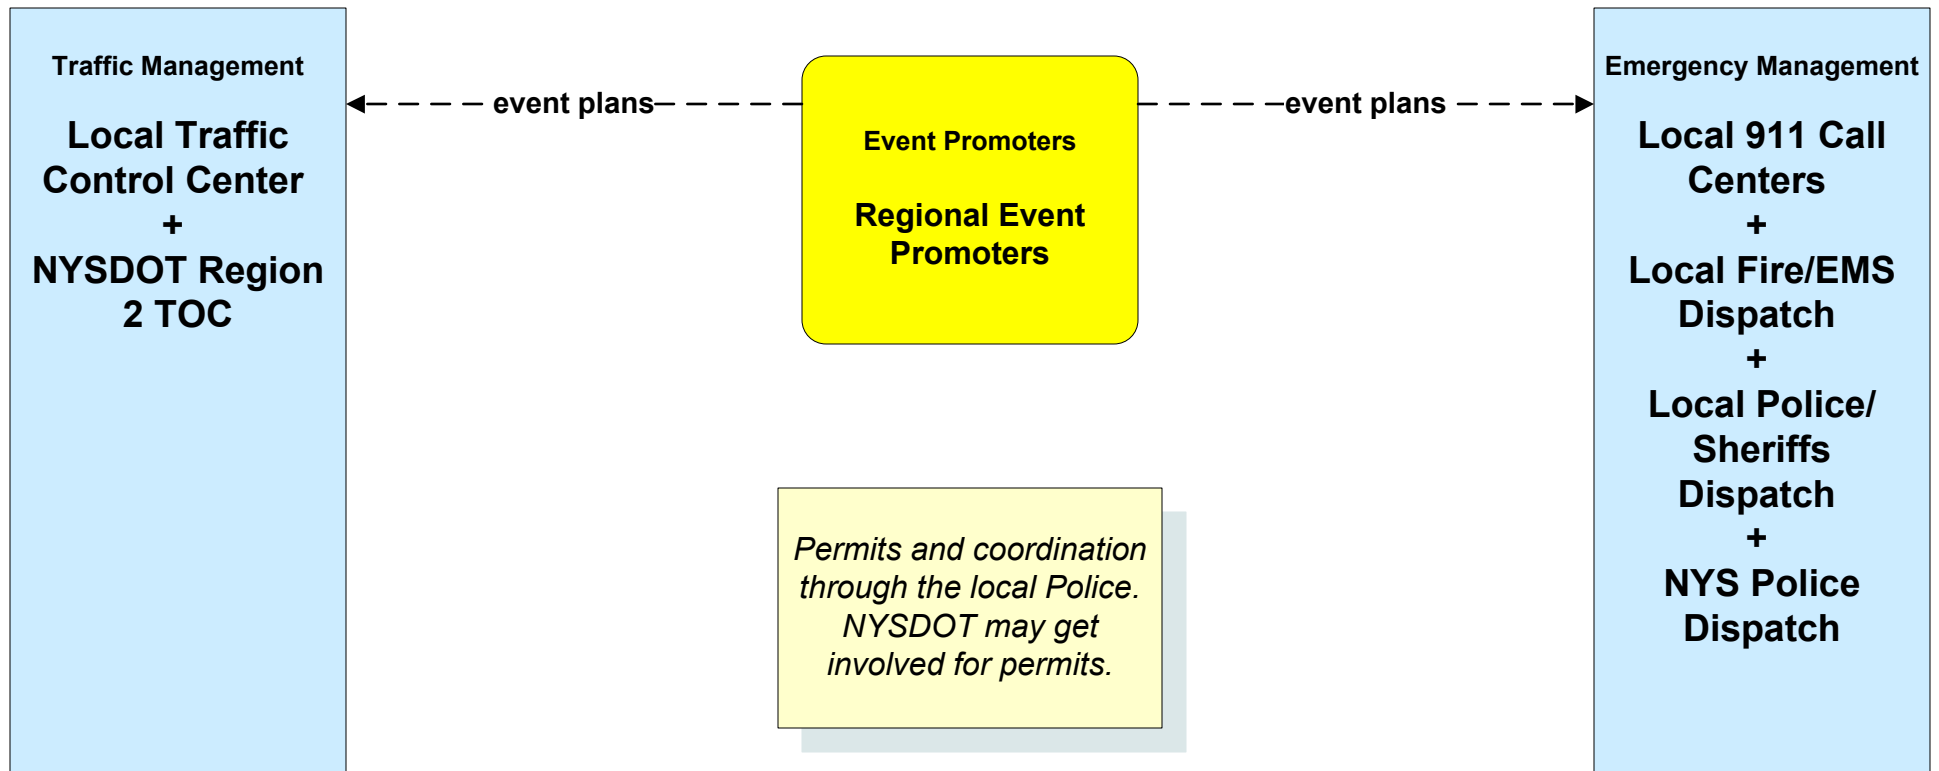 Traffic Management
Local Traffic
Control Center
+
NYSDOT Region
2 TOC
event plans
Event Promoters
Regional Event
Promoters
event plans
Emergency Management
Local 911 Call
Centers
+
Local Fire/EMS
Dispatch
+
Local Police/
Sheriffs
Dispatch
+
NYS Police
Dispatch
Permits and coordination
through the local Police.
NYSDOT may get
involved for permits.